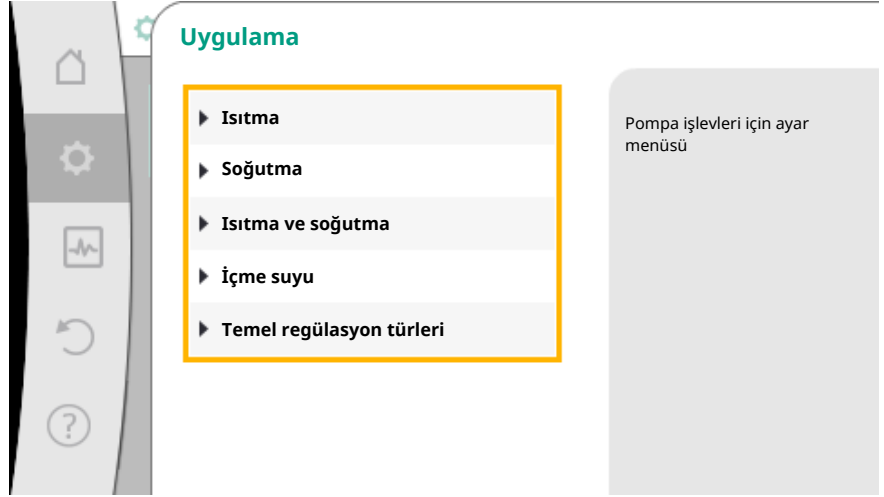 Uygulama
Isıtma
Soğutma
Isıtma ve soğutma
İçme suyu
Temel regülasyon türleri
Pompa işlevleri için ayar
menüsü
?